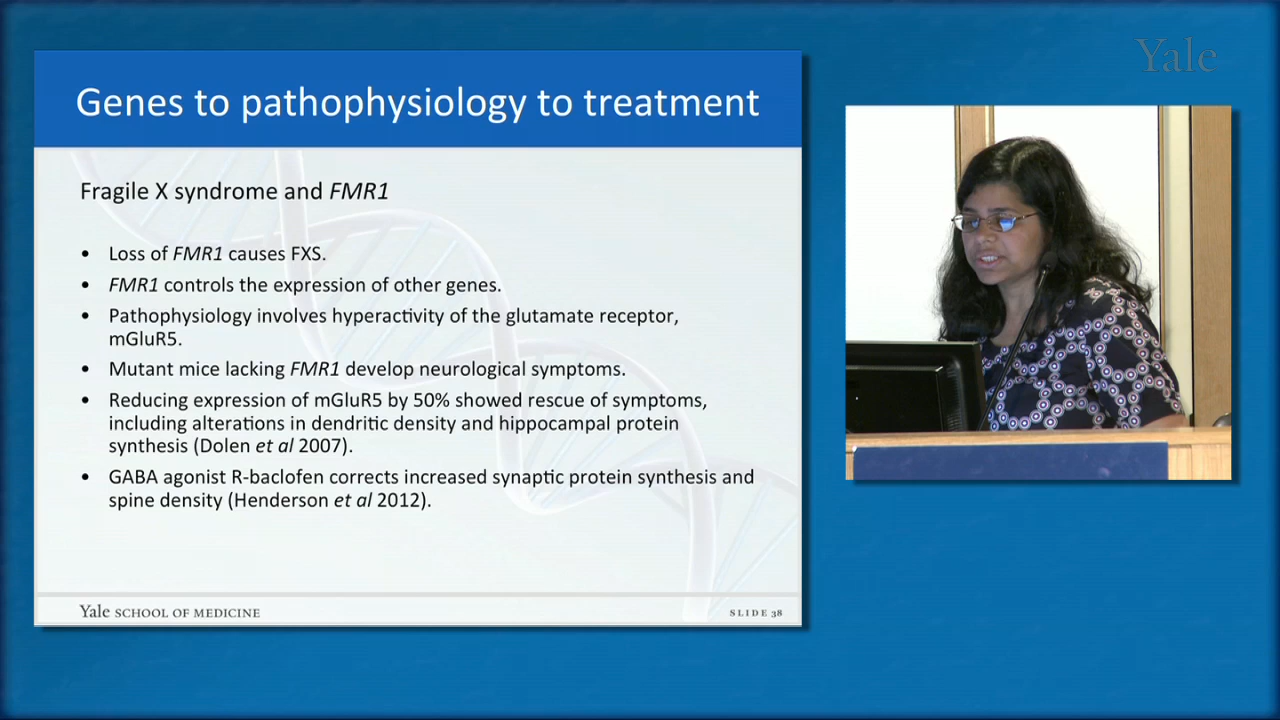 Yale
Genes to pathophysiology to treatment
Fragile X syndrome and FMR1
• Loss of FMR1 causes FXS.
• FMR1 controls the expression of other genes.
• Pathophysiology involves hyperactivity of the glutamate receptor,
mGluR5.
• Mutant mice lacking FMR1 develop neurological symptoms.
• Reducing expression of mGluR5 by 50% showed rescue of symptoms,
including alterations in dendritic density and hippocampal protein
synthesis (Dolen et al 2007).
• GABA agonist R-baclofen corrects increased synaptic protein synthesis and
spine density (Henderson et al 2012).
Yale SCHOOL OF MEDICINE
SLIDE 38